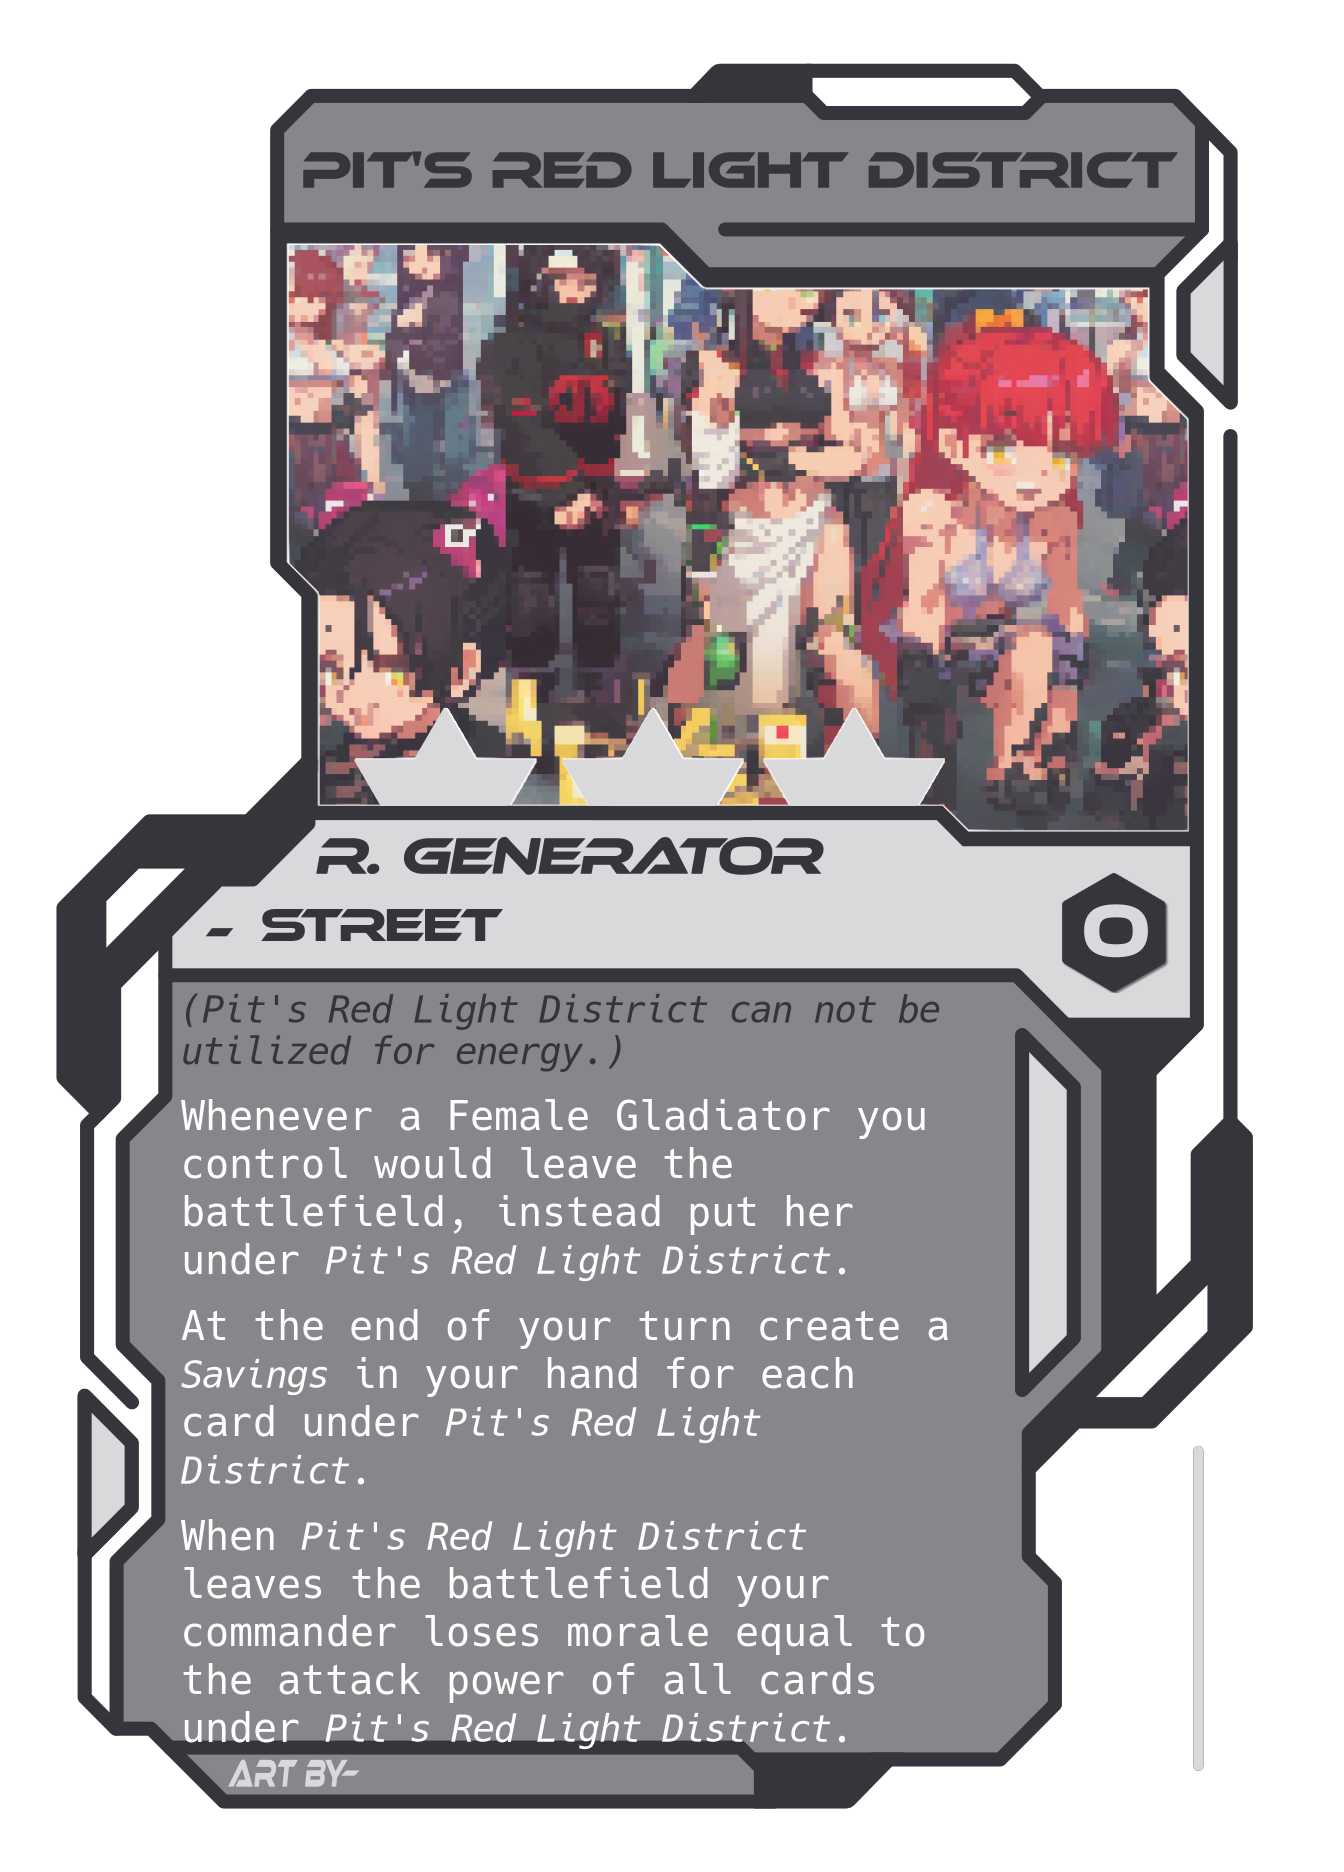 PIT'S RED LIGHT DISTRICT
R. GENERATOR
- STREET
0
(Pit's Red Light District can not be
utilized for energy.)
Whenever a Female Gladiator you
control would leave the
battlefield, instead put her
under Pit's Red Light District.
At the end of your turn create a
Savings in your hand for each
card under Pit's Red Light
District.
When Pit's Red Light District
leaves the battlefield your
commander loses morale equal to
the attack power of all cards
under Pit's Red Light District.
ART BY-